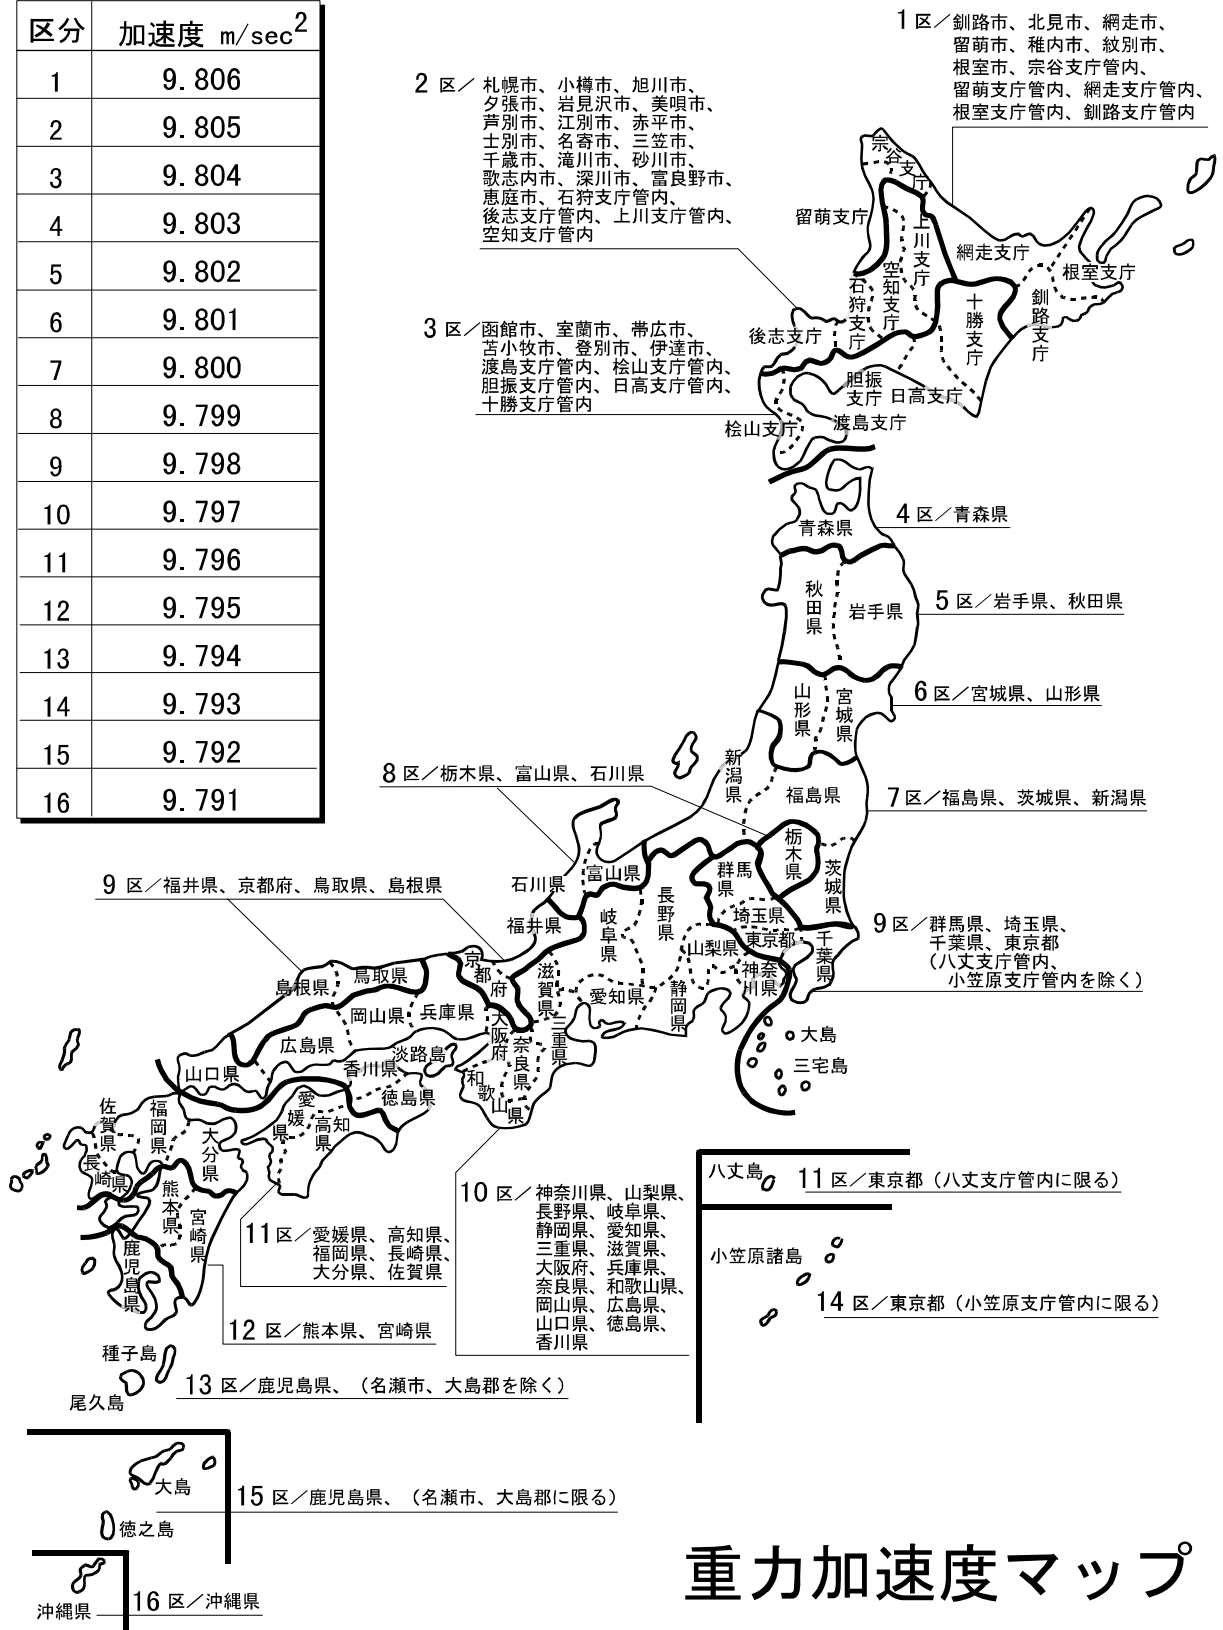 区分 加速度 m/sec2
1 9.806
2 9.805
3 9.804
4 9.803
5 9.802
6 9.801
7 9.800
8 9.799
9 9.798
10 9.797
11 9.796
12 9.795
13 9.794
14 9.793
15 9.792
16 9.791
1 区／釧路市、北見市、網走市、
留萌市、稚内市、紋別市、
根室市、宗谷支庁管内、
留萌支庁管内、網走支庁管内、
根室支庁管内、釧路支庁管内
2 区／札幌市、小樽市、旭川市、
夕張市、岩見沢市、美唄市、
芦別市、江別市、赤平市、
士別市、名寄市、三笠市、
千歳市、滝川市、砂川市、
歌志内市、深川市、富良野市、
恵庭市、石狩支庁管内、
後志支庁管内、上川支庁管内、
空知支庁管内
3 区／函館市、室蘭市、帯広市、
苫小牧市、登別市、伊達市、
渡島支庁管内、桧山支庁管内、
胆振支庁管内、日高支庁管内、
十勝支庁管内
宗谷支庁
留萌支庁
上川支庁
網走支庁
根室支庁
空知支庁
石狩支庁
十勝支庁
釧路支庁
後志支庁
胆振
支庁
日高支庁
渡島支庁
桧山支庁
4 区／青森県
青森県
5 区／岩手県、秋田県
秋田県
岩手県
6 区／宮城県、山形県
山形県
宮城県
新潟県
福島県
7 区／福島県、茨城県、新潟県
8 区／栃木県、富山県、石川県
栃木県
茨城県
群馬
県
富山県
石川県
長野県
埼玉県
9 区／福井県、京都府、鳥取県、島根県
9 区／群馬県、埼玉県、
千葉県、東京都
（八丈支庁管内、
小笠原支庁管内を除く）
福井県
岐阜県
山梨県
東京都
千葉県
神奈
川県
京都府
滋賀県
愛知県
静岡県
鳥取県
島根県
岡山県
兵庫県
大阪府
三重県
奈良県
広島県
淡路島
山口県
香川県
徳島県
和歌山県
愛媛県
高知
県
大島
三宅島
佐賀県
福岡県
大分県
長崎県
熊本県
宮崎県
鹿児島県
八丈島
11 区／東京都（八丈支庁管内に限る）
小笠原諸島
14 区／東京都（小笠原支庁管内に限る）
10 区／神奈川県、山梨県、
長野県、岐阜県、
静岡県、愛知県、
三重県、滋賀県、
大阪府、兵庫県、
奈良県、和歌山県、
岡山県、広島県、
山口県、徳島県、
香川県
11 区／愛媛県、高知県、
福岡県、長崎県、
大分県、佐賀県
12 区／熊本県、宮崎県
種子島
尾久島
13 区／鹿児島県、（名瀬市、大島郡を除く）
大島
15 区／鹿児島県、（名瀬市、大島郡に限る）
徳之島
沖縄県
16 区／沖縄県
重力加速度マップ